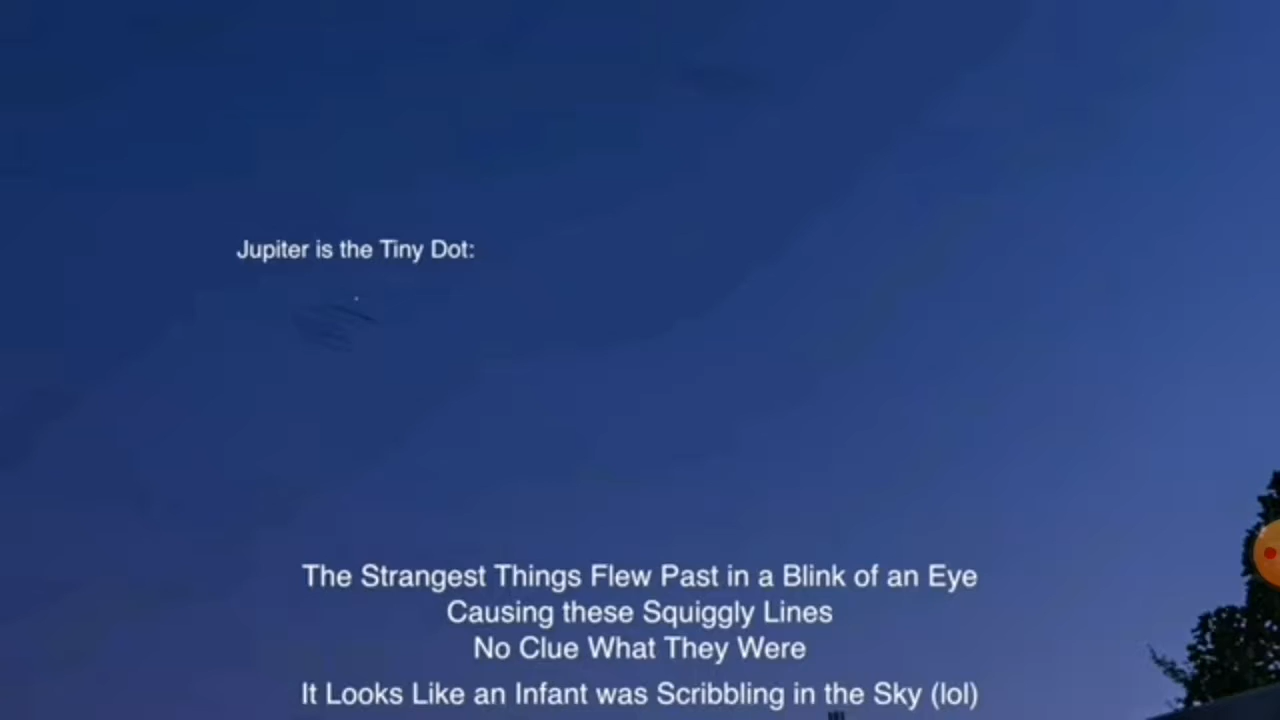 Jupiter is the Tiny Dot:
The Strangest Things Flew Past in a Blink of an Eye
Causing these Squiggly Lines
No Clue What They Were
It Looks Like an Infant was Scribbling in the Sky (lol)